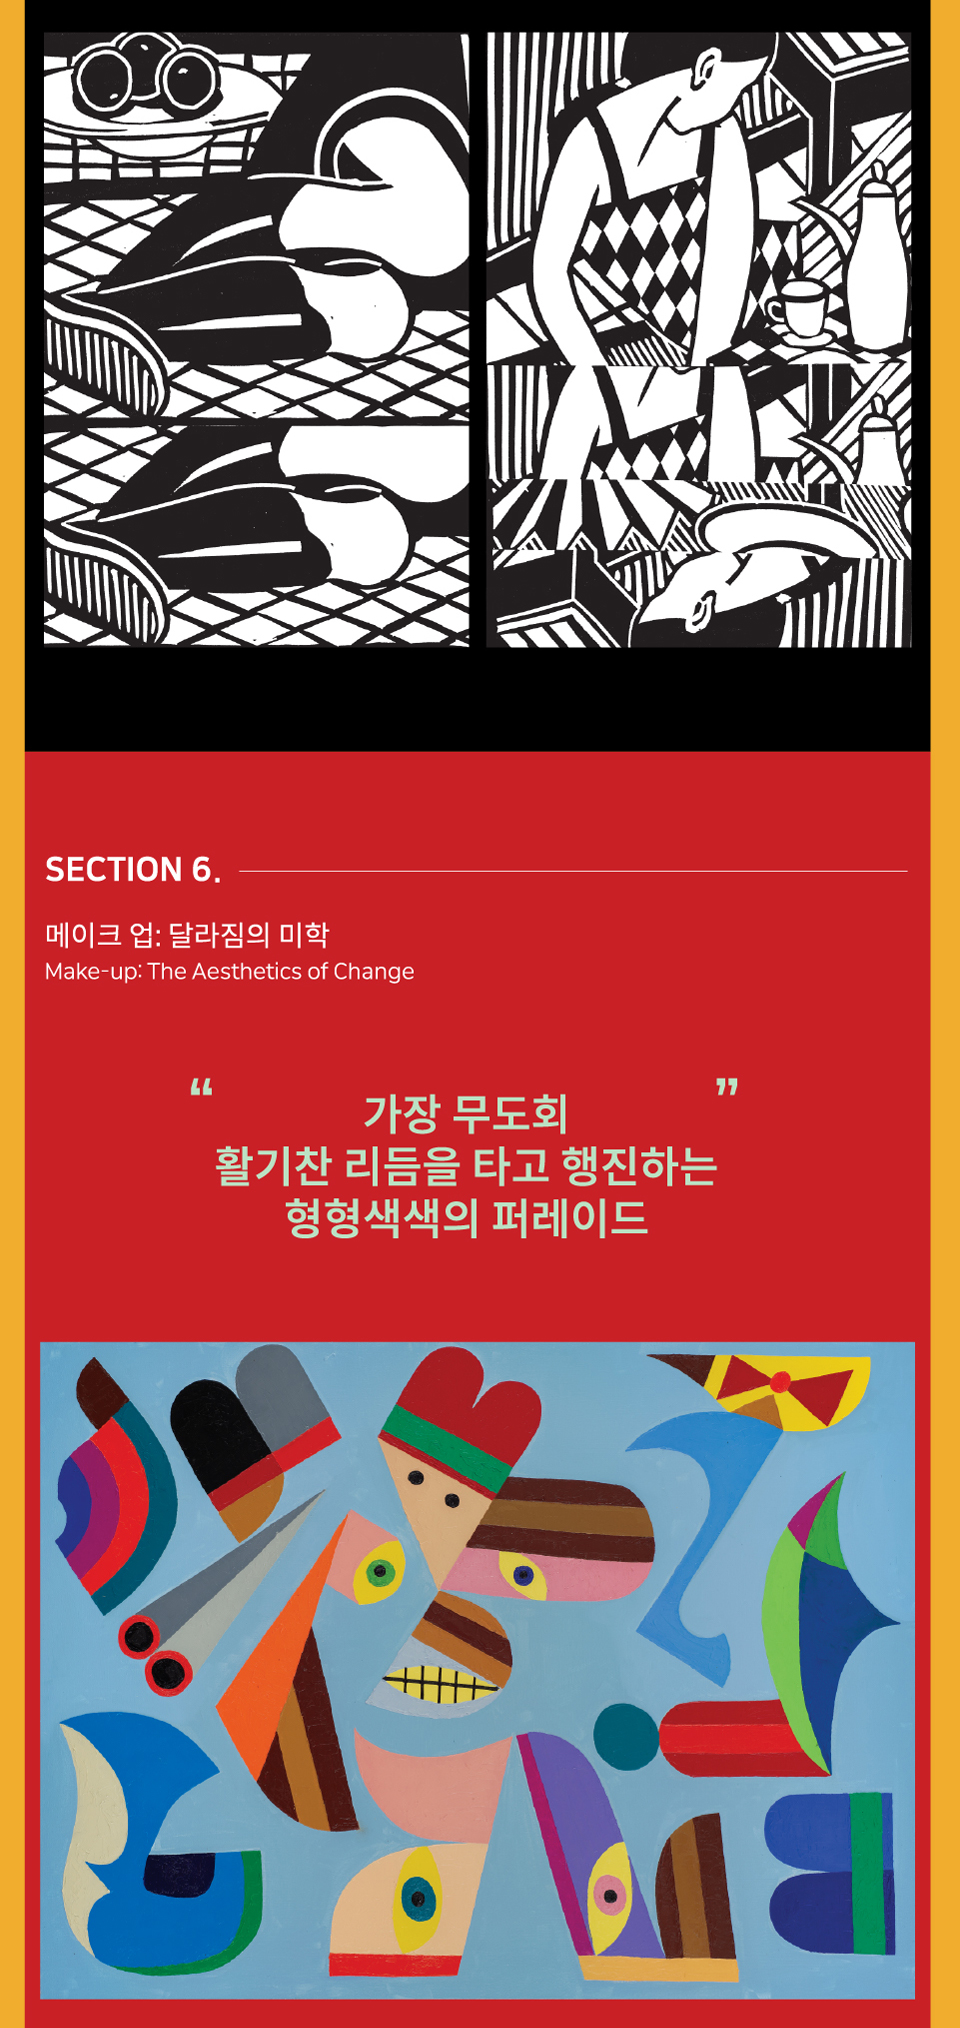 SECTION 6.
메이크 업: 달라짐의 미학
Make-up: The Aesthetics of Change
“ 가장 무도회 ”
활기찬 리듬을 타고 행진하는
형형색색의 퍼레이드